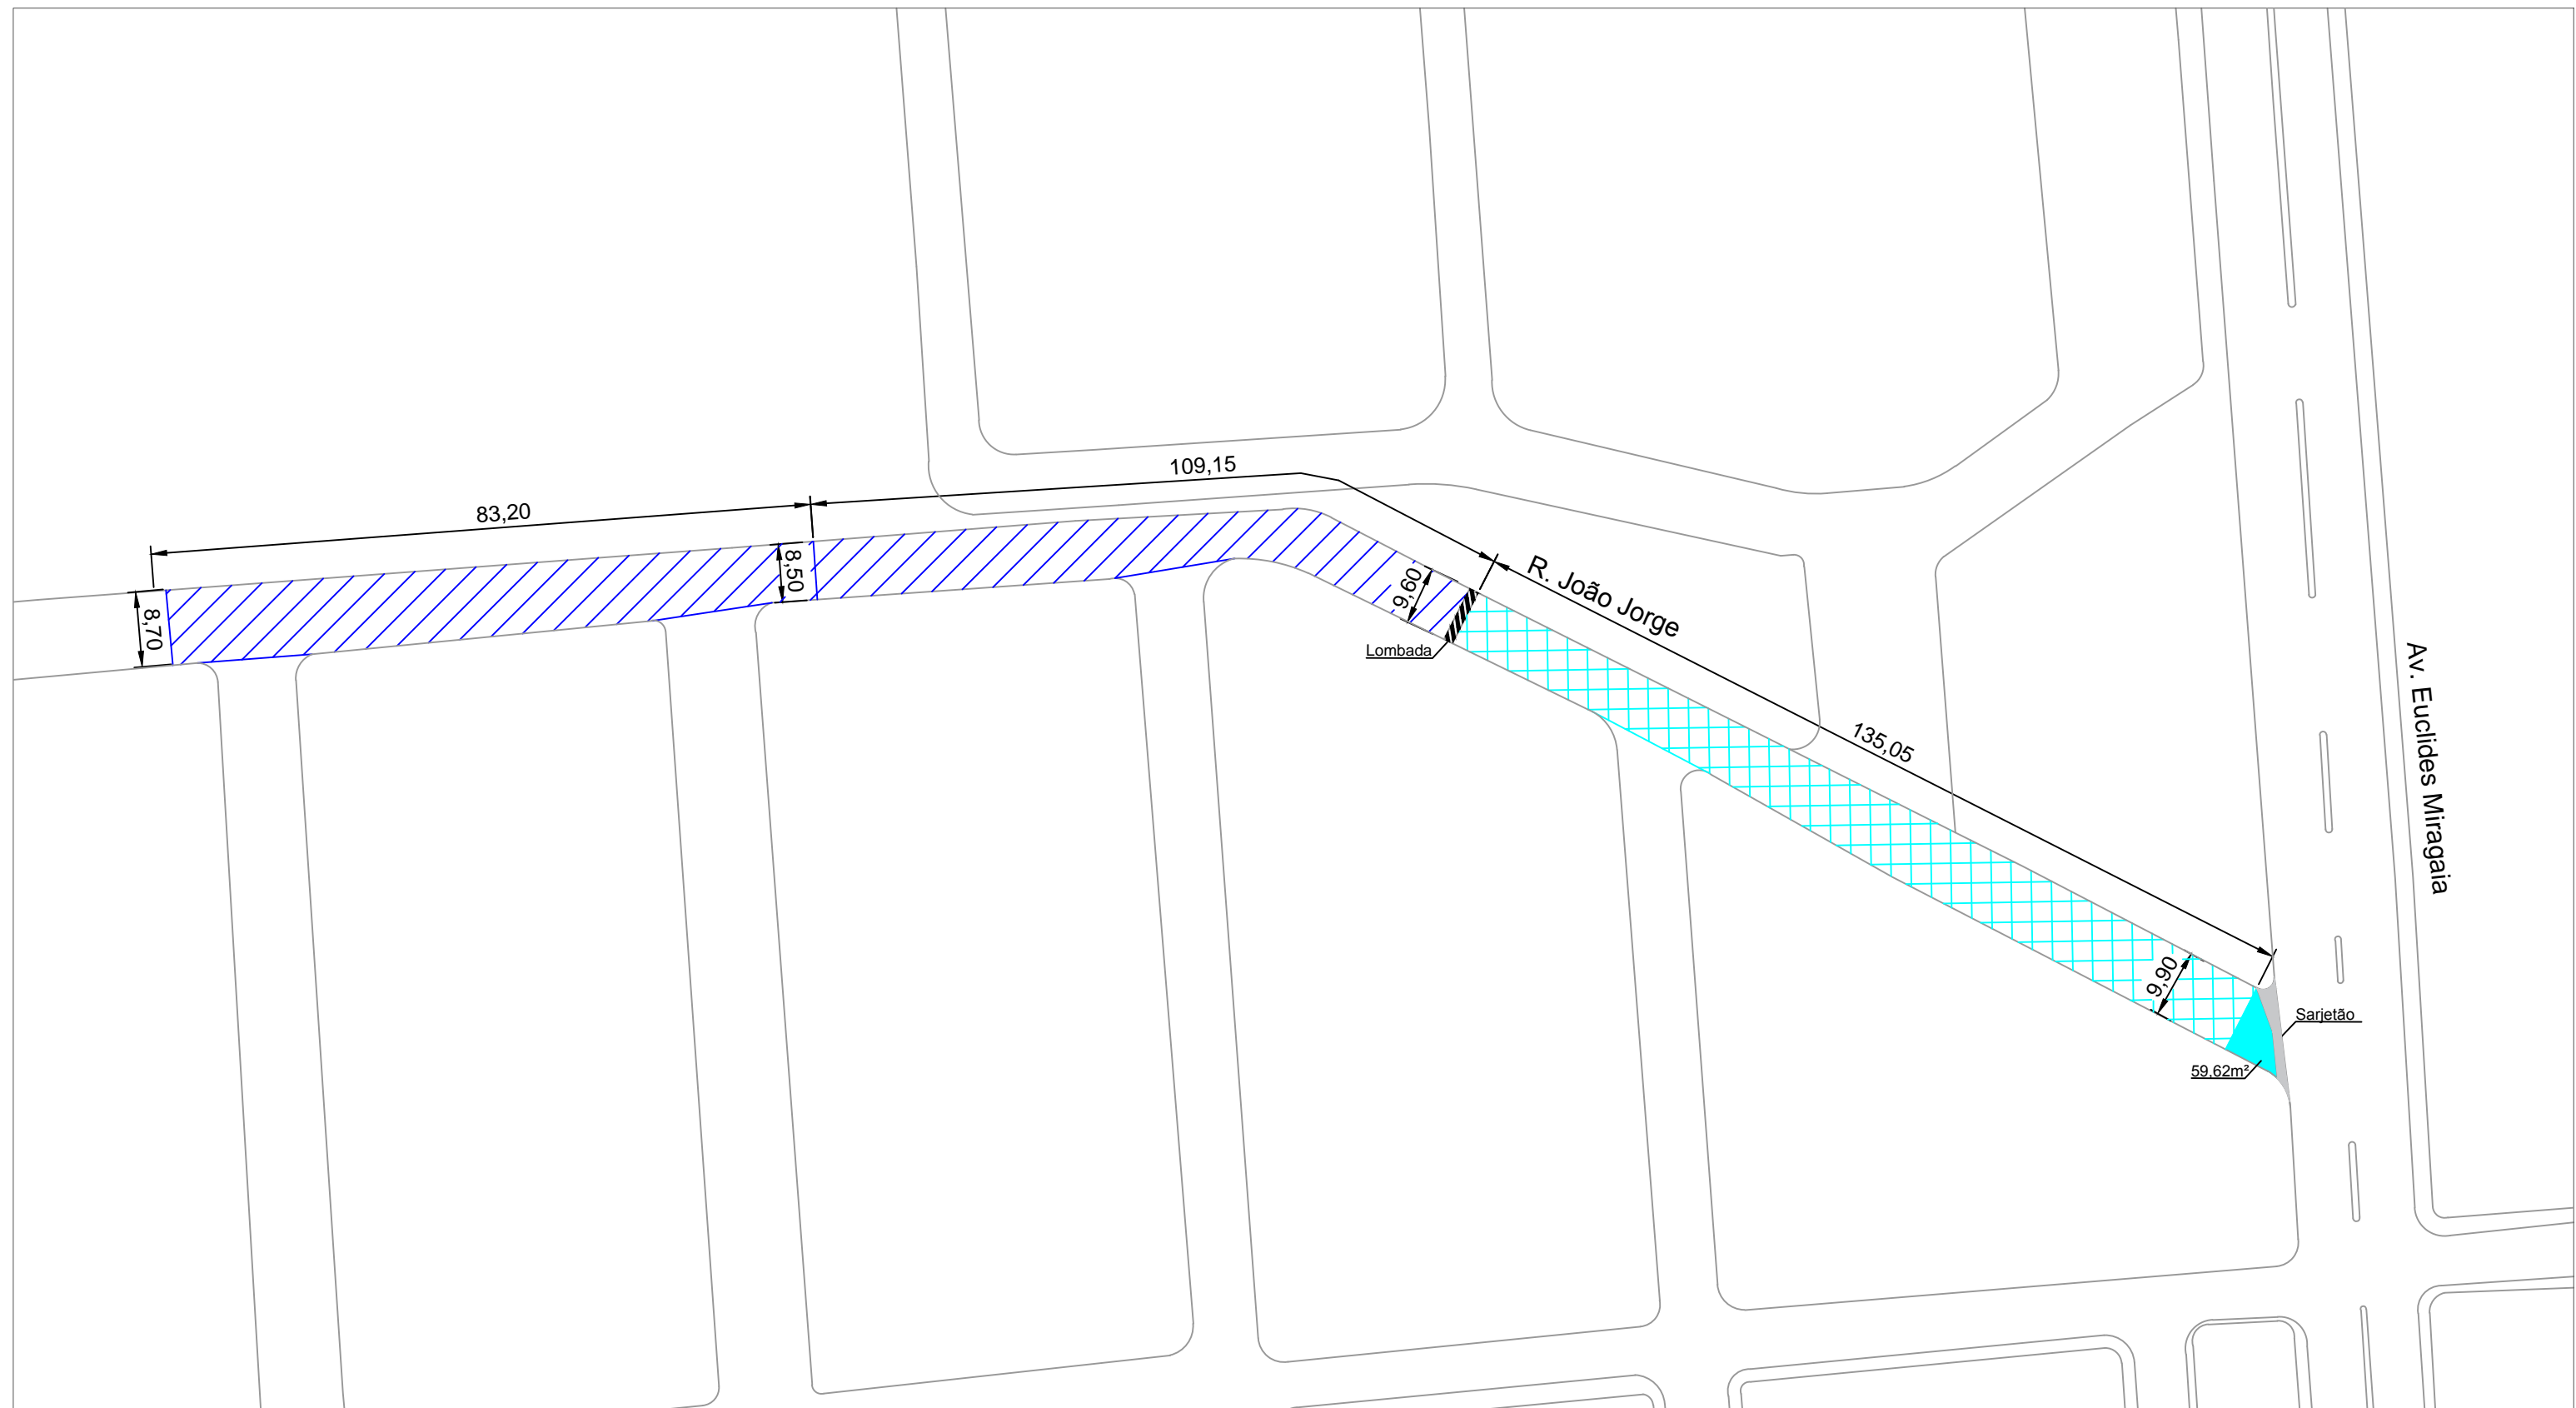 109,15
83,20
8,50
R. João Jorge
9,60
8,70
Lombada
135,05
Av. Euclides Miragaia
9,90
Sarjetão
59.62m²